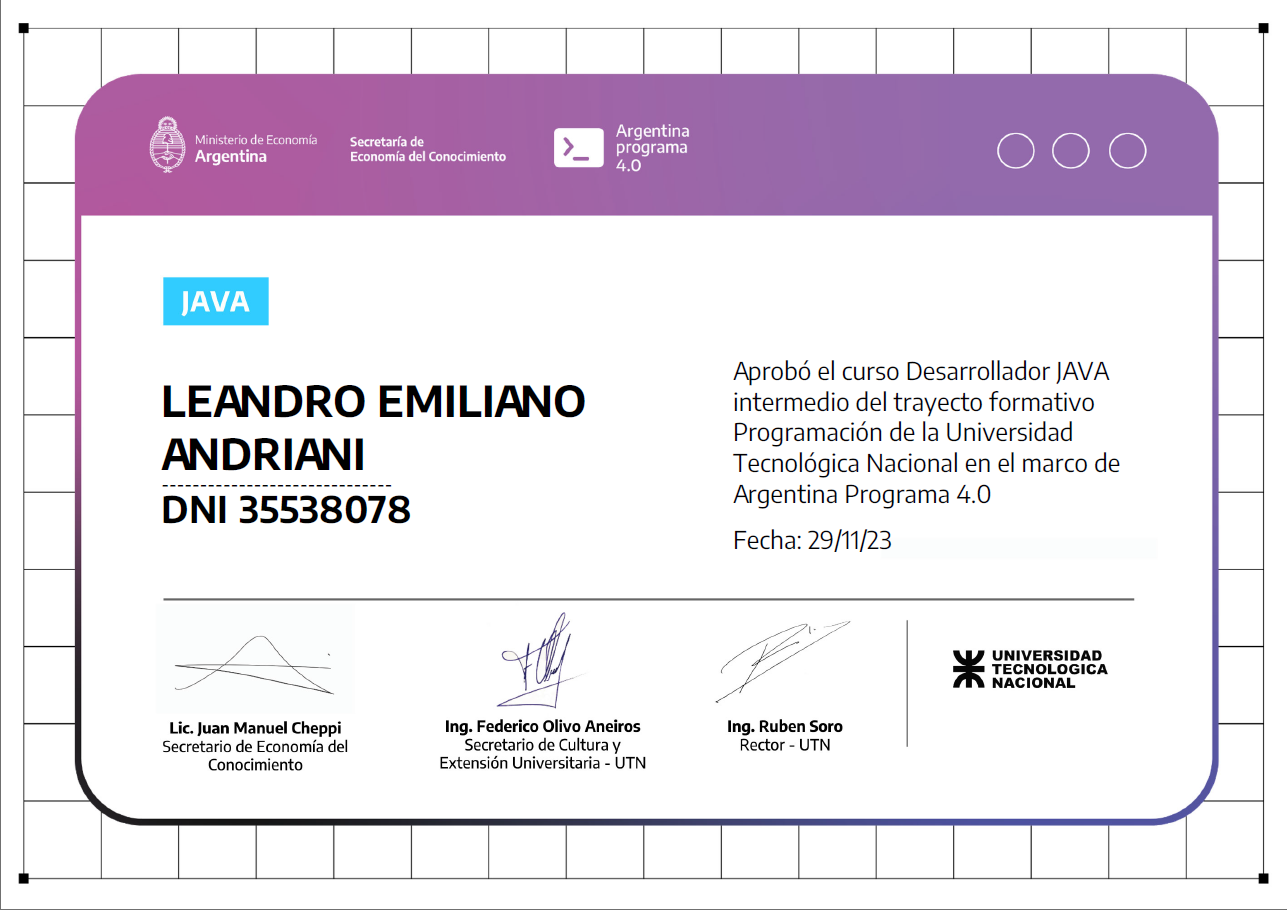 Ministerio de Economía
Argentina
Secretaría de
Economía del Conocimiento
Argentina
programa
4.0
JAVA
LEANDRO EMILIANO
ANDRIANI
DNI 35538078
Aprobó el curso Desarrollador JAVA
intermedio del trayecto formativo
Programación de la Universidad
Tecnológica Nacional en el marco de
Argentina Programa 4.0
Fecha: 29/11/23
Lic. Juan Manuel Cheppi
Secretario de Economía del
Conocimiento
Ing. Federico Olivo Aneiros
Secretario de Cultura y
Extensión Universitaria - UTN
Ing. Ruben Soro
Rector - UTN
UNIVERSIDAD
TECNOLOGICA
NACIONAL